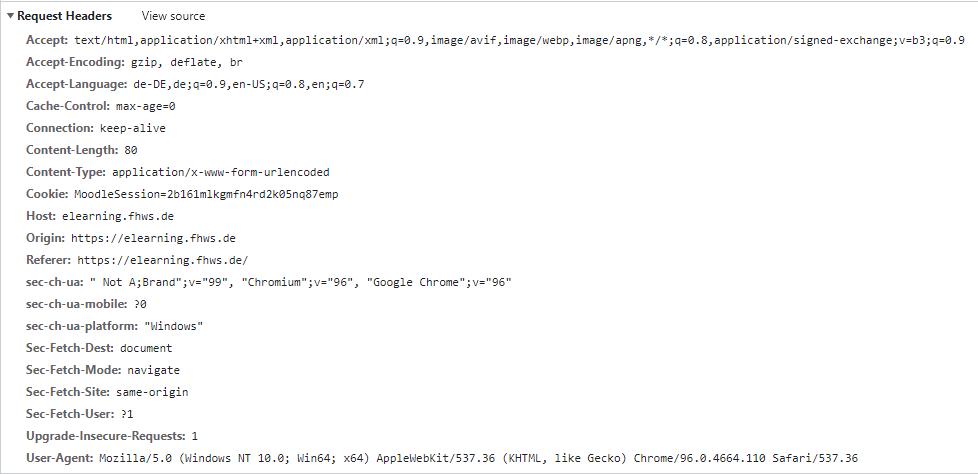 Request Headers View source
Accept: text/html,application/xhtml+xml,application/xml;q=0.9,image/avif,image/webp,image/apng,*/*;q=0.8,application/signed-exchange;v=b3;q=0.9
Accept-Encoding: gzip, deflate, br
Accept-Language: de-DE,de;q=0.9,en-US;q=0.8,en;q=0.7
Cache-Control: max-age=0
Connection: keep-alive
Content-Length: 80
Content-Type: application/x-www-form-urlencoded
Cookie: MoodleSession=2b161mlkgmfn4rd2k05nq87emp
Host: elearning.fhws.de
Origin: https://elearning.fhws.de
Referer: https://elearning.fhws.de/
sec-ch-ua: " Not A;Brand";v="99", "Chromium";v="96", "Google Chrome";v="96"
sec-ch-ua-mobile: ?0
sec-ch-ua-platform: "Windows"
Sec-Fetch-Dest: document
Sec-Fetch-Mode: navigate
Sec-Fetch-Site: same-origin
Sec-Fetch-User: ?1
Upgrade-Insecure-Requests: 1
User-Agent: Mozilla/5.0 (Windows NT 10.0; Win64; x64) AppleWebKit/537.36 (KHTML, like Gecko) Chrome/96.0.4664.110 Safari/537.36